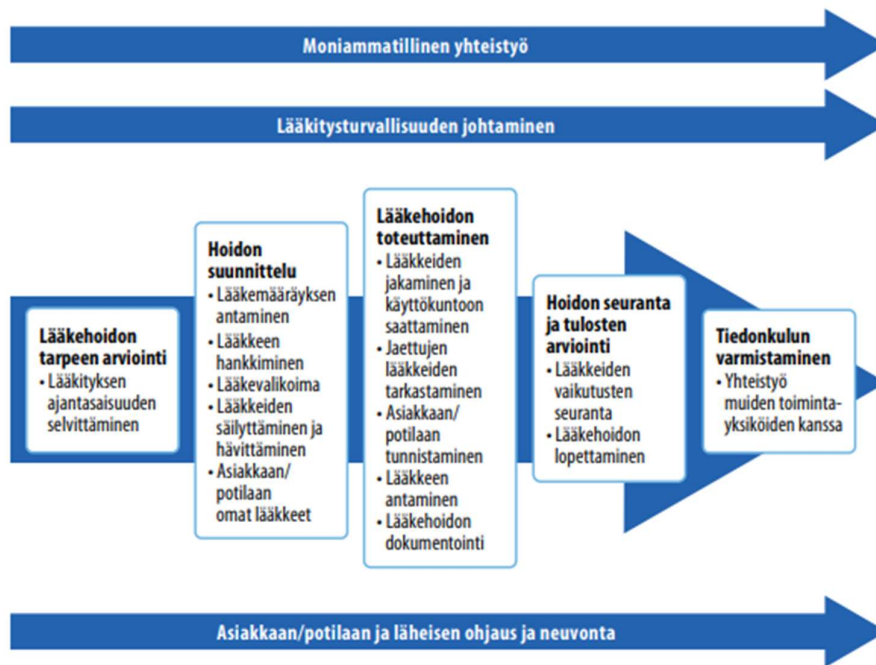 Moniammatillinen yhteistyö
Lääkitysturvallisuuden johtaminen
Lääkehoidon
tarpeen arviointi
• Lääkityksen
ajantasaisuuden
selvittäminen
Hoidon
suunnittelu
• Lääkemääräyksen
antaminen
• Lääkkeen
hankkiminen
• Lääkevalikoima
• Lääkkeiden
säilyttäminen ja
hävittäminen
• Asiakkaan/
potilaan
omat lääkkeet
Lääkehoidon
toteuttaminen
• Lääkkeiden
jakaminen ja
käyttökuntoon
saattaminen
• Jaettujen
lääkkeiden
tarkastaminen
• Asiakkaan/
potilaan
tunnistaminen
• Lääkkeen
antaminen
• Lääkehoidon
dokumentointi
Hoidon seuranta
ja tulosten
arviointi
• Lääkkeiden
vaikutusten
seuranta
• Lääkehoidon
lopettaminen
Tiedonkulun
varmistaminen
• Yhteistyö
muiden toiminta-
yksiköiden kanssa
Asiakkaan/potilaan ja läheisen ohjaus ja neuvonta